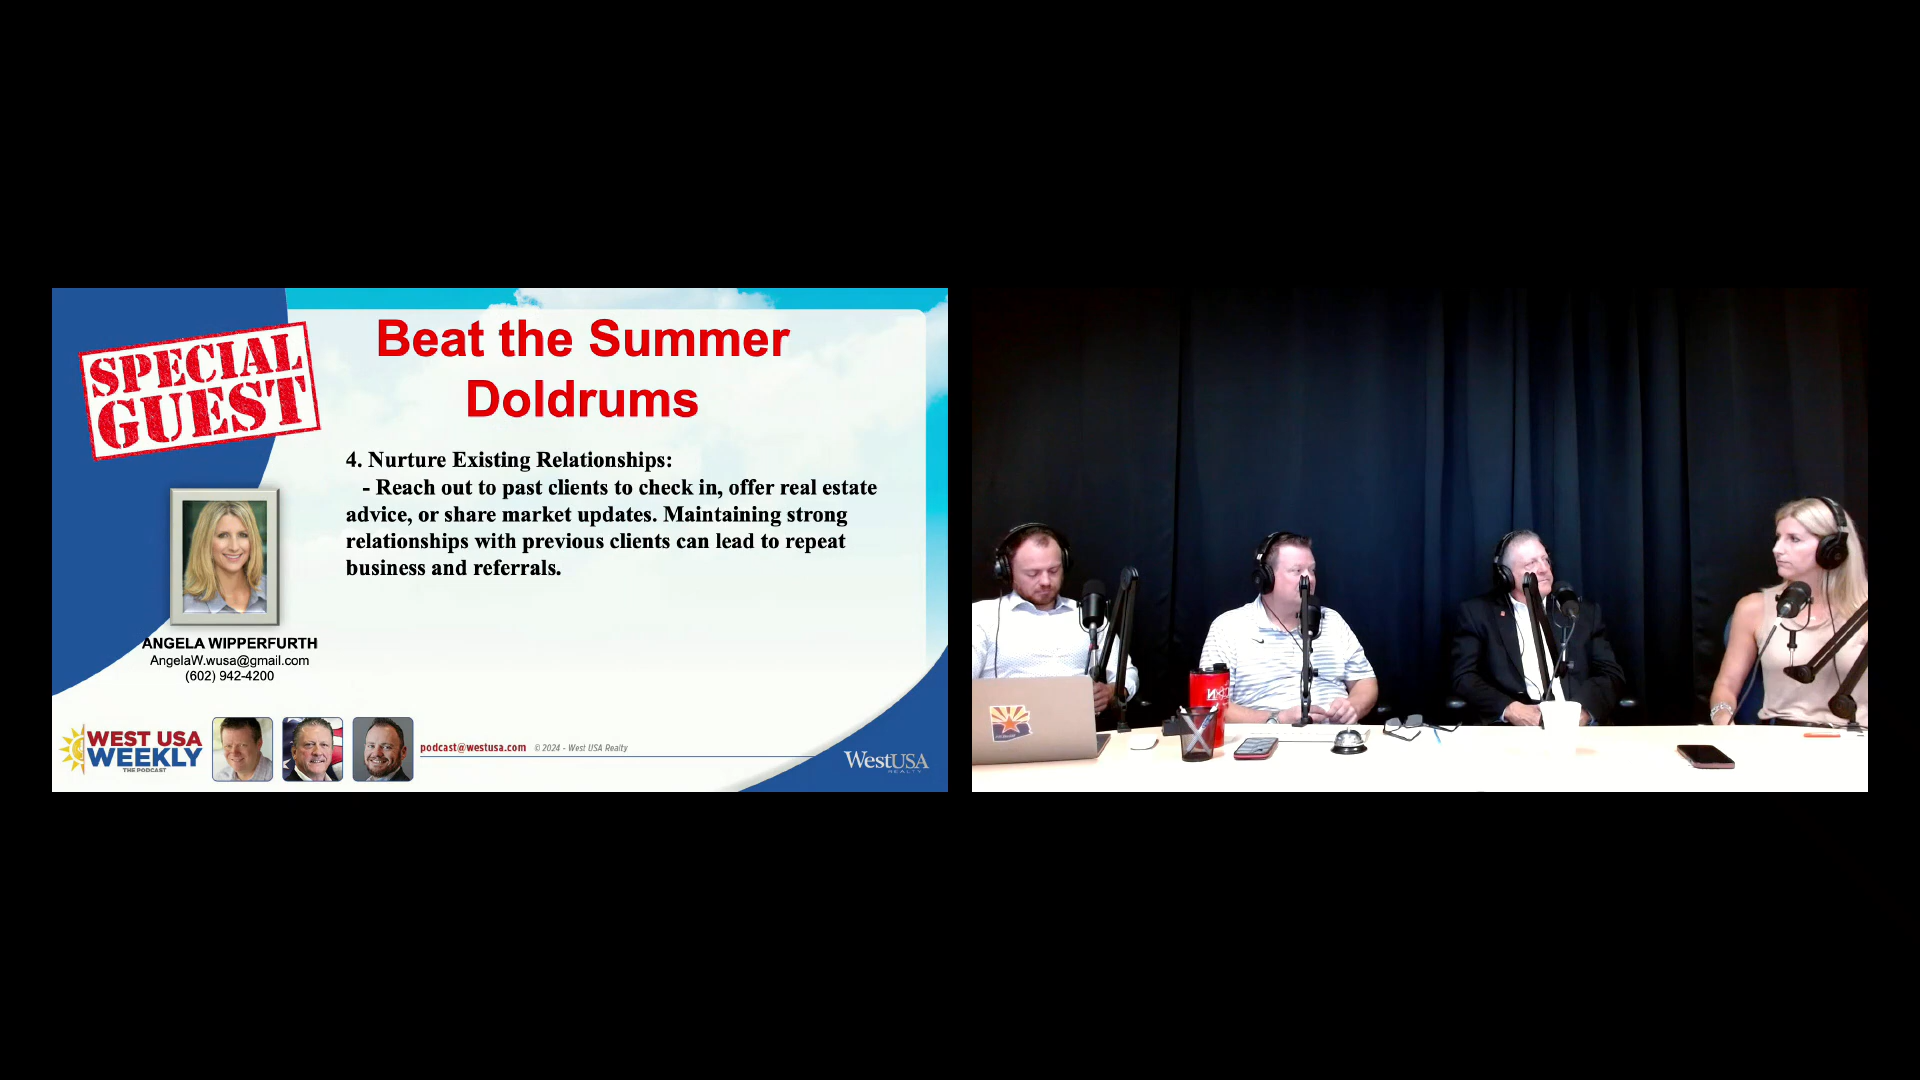 SPECIAL
GUEST
Beat the Summer
Doldrums
4. Nurture Existing Relationships:
- Reach out to past clients to check in, offer real estate
advice, or share market updates. Maintaining strong
relationships with previous clients can lead to repeat
business and referrals.
ANGELA WIPPERFURTH
AngelaW.wusa@gmail.com
(602) 942-4200
WEST USA
WEEKLY
THE PODCAST
podcast@westusa.com © 2024 - West USA Realty
WestUSA
REALTY